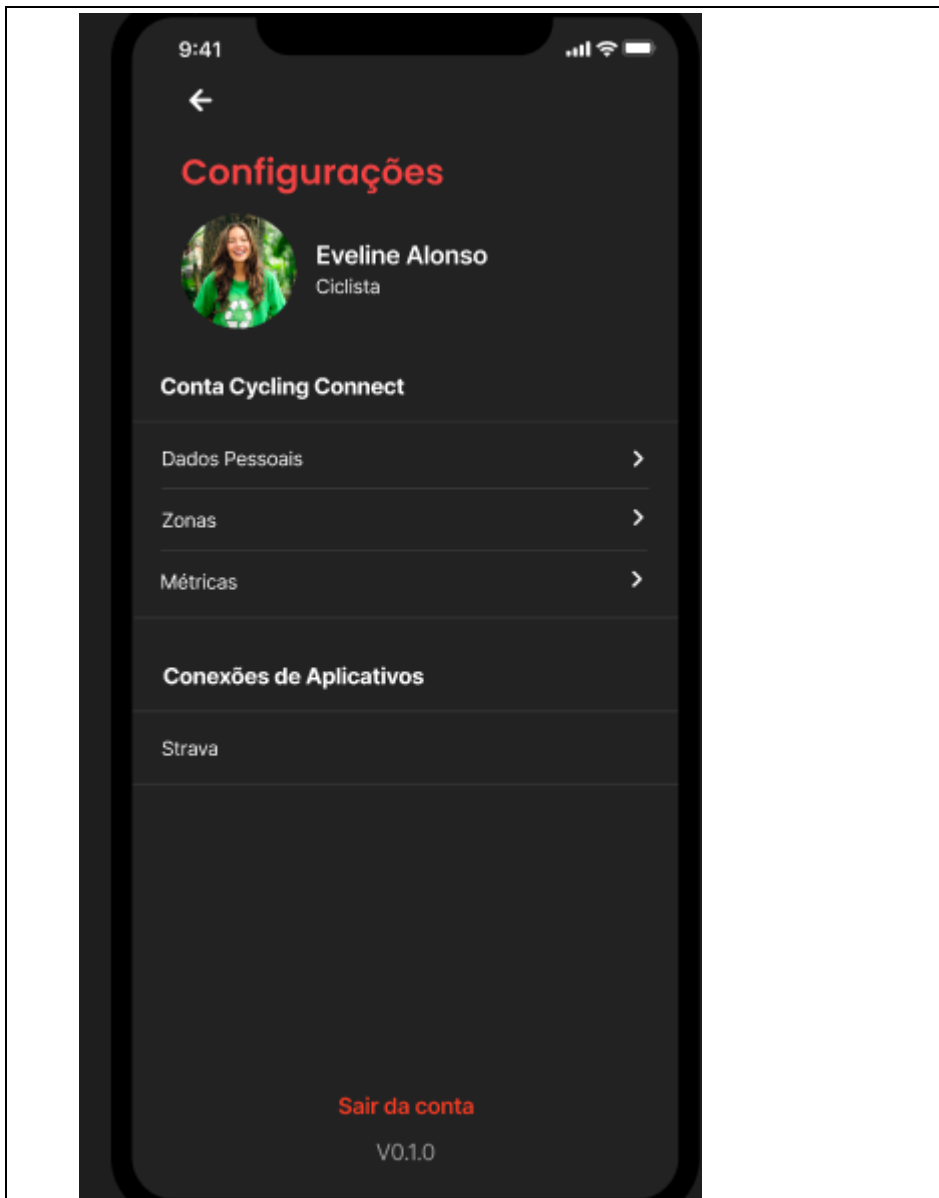 9:41
Configurações
Eveline Alonso
Ciclista
Conta Cycling Connect
Dados Pessoais
Zonas
Métricas
Conexões de Aplicativos
Strava
Sair da conta
V0.1.0